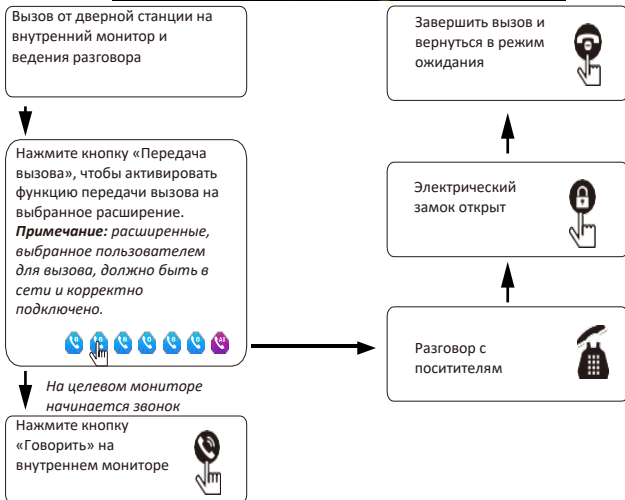 Вызов от дверной станции на
внутренний монитор и
ведения разговора
Нажмите кнопку «Передача
вызова», чтобы активировать
функцию передачи вызова на
выбранное расширение.
Примечание: расширенные,
выбранное пользователем
для вызова, должно быть в
сети и корректно
подключено.
На целевом мониторе
начинается звонок
Нажмите кнопку
«Говорить» на
внутреннем мониторе
Разговор с
поситителям
Электрический
замок открыт
Завершить вызов и
вернуться в режим
ожидания